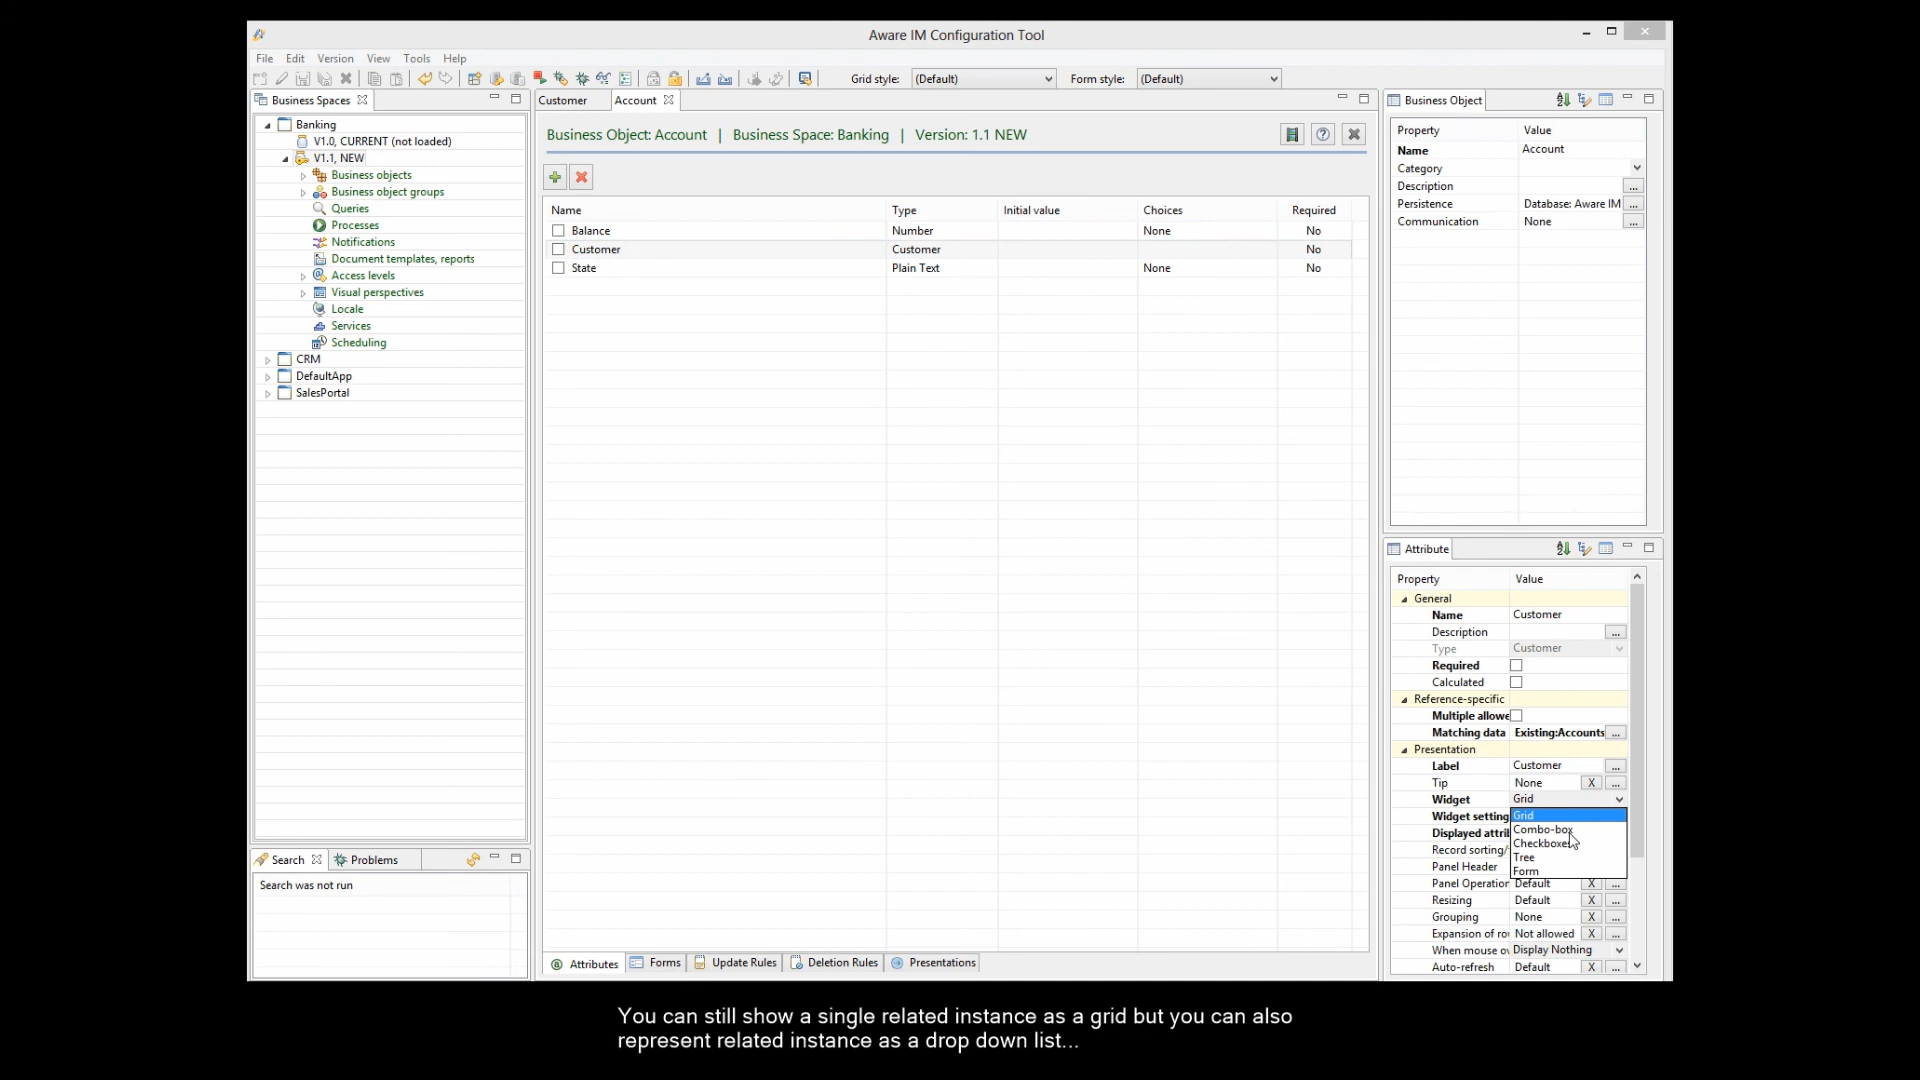 Aware IM Configuration Tool
File Edit Version View Tools Help
Grid style: (Default) Form style: (Default)
Business Spaces
Banking
V1.0, CURRENT (not loaded)
V1.1, NEW
Business objects
Business object groups
Queries
Processes
Notifications
Document templates, reports
Access levels
Visual perspectives
Locale
Services
Scheduling
CRM
DefaultApp
SalesPortal
Search Problems
Search was not run
Customer Account
Business Object: Account | Business Space: Banking | Version: 1.1 NEW
Name Type Initial value Choices Required
Balance Number None No
Customer Customer No
State Plain Text None No
Attributes Forms Update Rules Deletion Rules Presentations
Business Object
Property Value
Name Account
Category
Description ...
Persistence Database: Aware IM ...
Communication None ...
Attribute
Property Value
General
Name Customer
Description ...
Type Customer
Required
Calculated
Reference-specific
Multiple allowe
Matching data Existing:Accounts ...
Presentation
Label Customer ...
Tip None X ...
Widget Grid
Widget setting Grid
Combo-box
Displayed attri Checkboxes
Record sorting/ Tree
Panel Header Form
Panel Operation Default X ...
Resizing Default X ...
Grouping None X ...
Expansion of ro Not allowed X ...
When mouse o Display Nothing
Auto-refresh Default X ...
You can still show a single related instance as a grid but you can also
represent related instance as a drop down list...